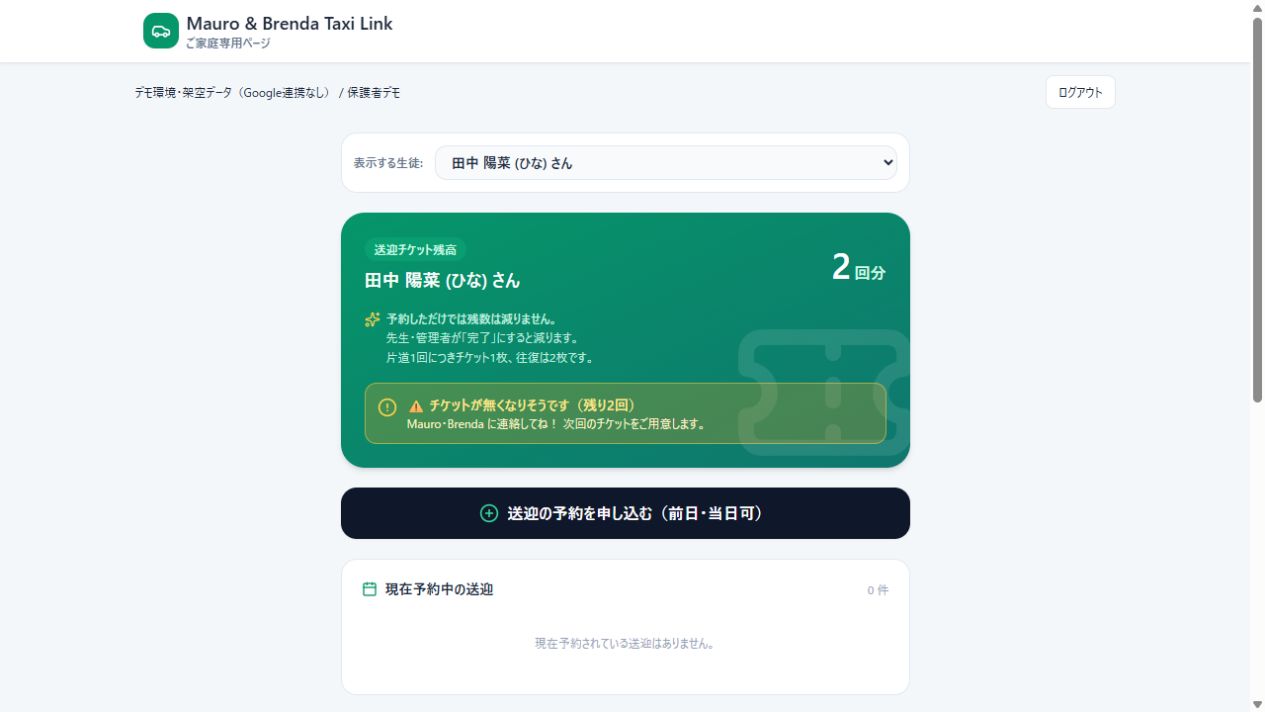 Mauro & Brenda Taxi Link
ご家庭専用ページ
デモ環境・架空データ（Google連携なし） / 保護者デモ
ログアウト
表示する生徒:
田中 陽菜 (ひな) さん
送迎チケット残高
田中 陽菜 (ひな) さん
2 回分
予約しただけでは残数は減りません。
先生・管理者が「完了」にすると減ります。
片道1回につきチケット1枚、往復は2枚です。
⚠ チケットが無くなりそうです（残り2回）
Mauro・Brenda に連絡してね！ 次回のチケットをご用意します。
送迎の予約を申し込む（前日・当日可）
現在予約中の送迎
0 件
現在予約されている送迎はありません。